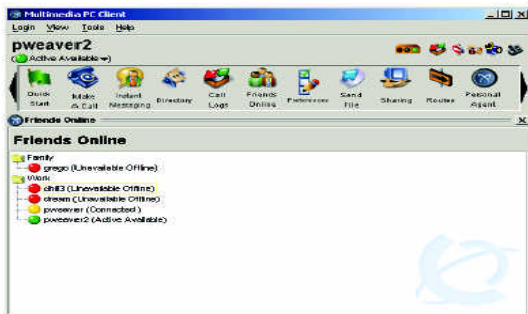 Multimedia PC Client
Login View Tools Help
pweaver2
(Active Available)
Quick Start
Make A Call
Instant Messaging
Directory
Call Logs
Friends Online
Preferences
Send File
Sharing
Routes
Personal Agent
Friends Online
Friends Online
Family
grego (Unavailable Offline)
Work
dhill3 (Unavailable Offline)
dream (Unavailable Offline)
pweaver (Connected)
pweaver2 (Active Available)